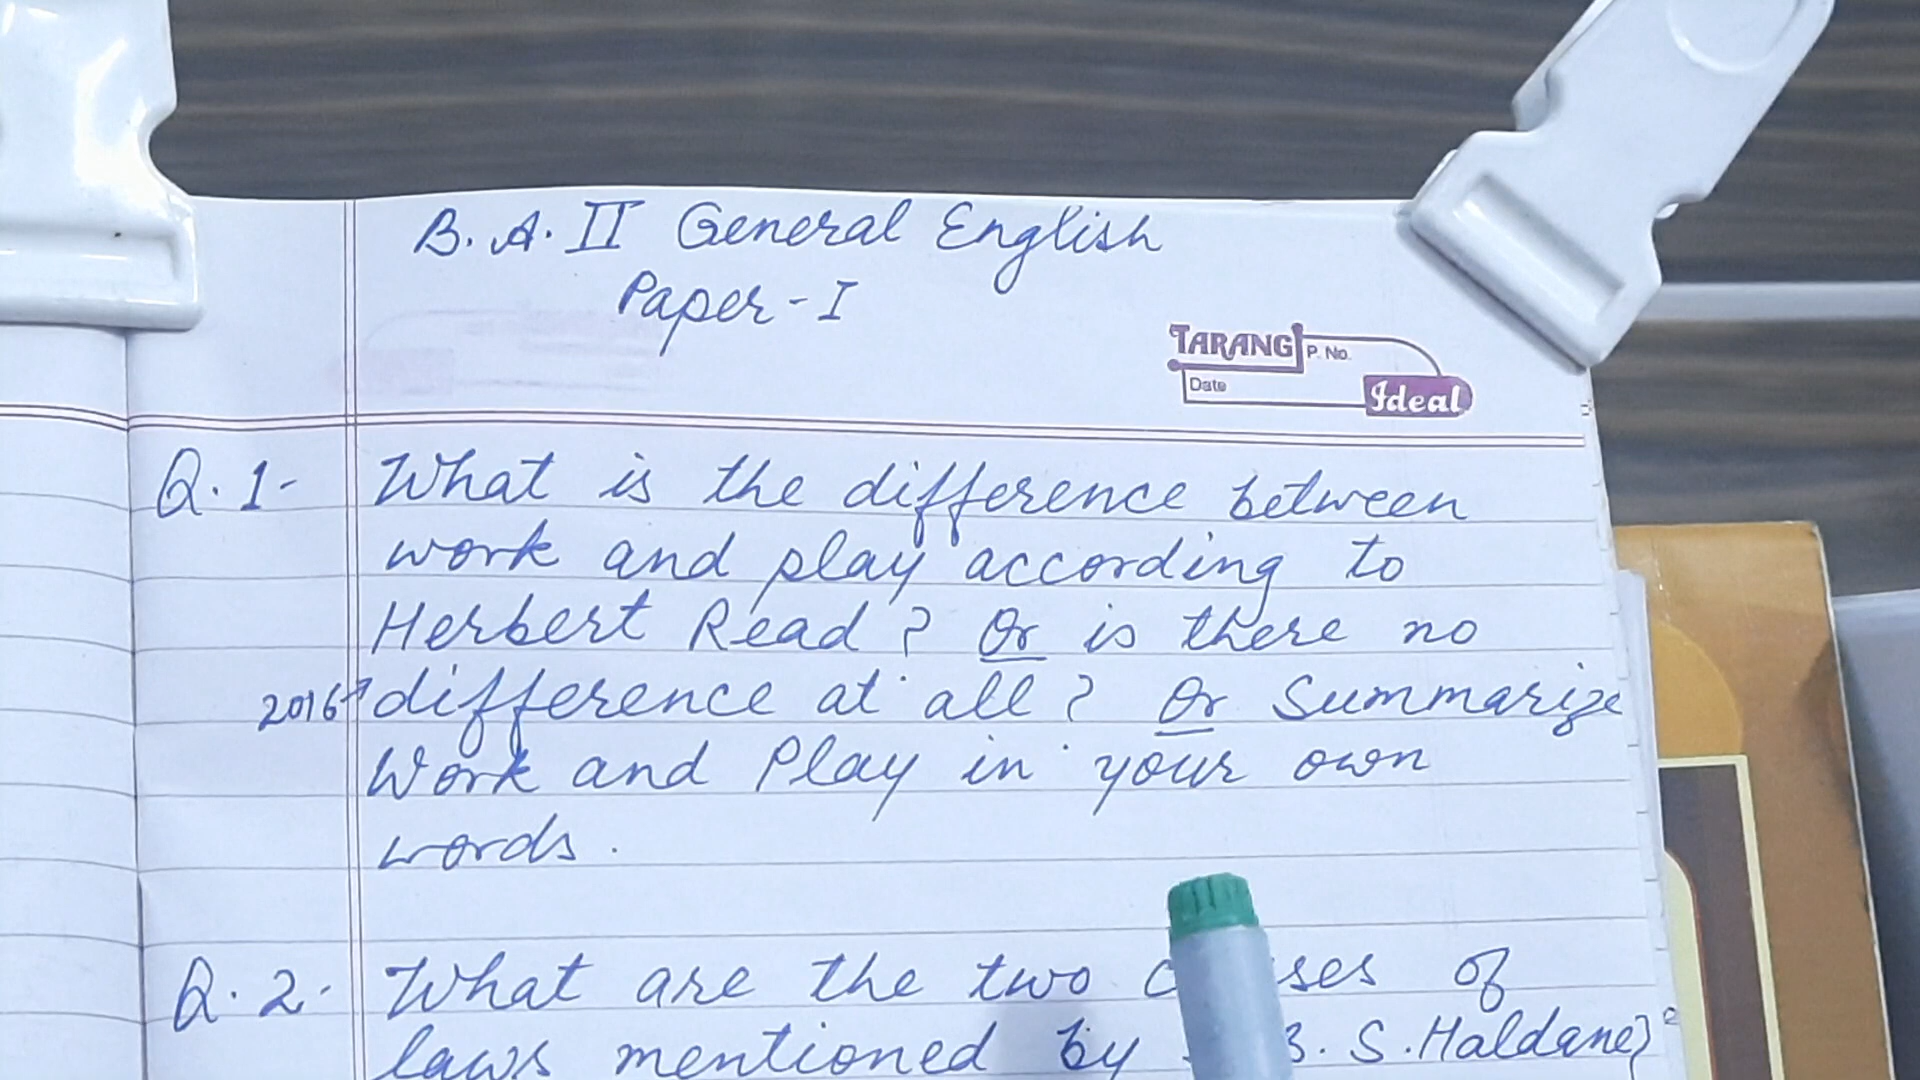 B. A. II General English
Paper - I
TARANG P. No.
Date Ideal
Q. 1- What is the difference between
work and play according to
Herbert Read? Or is there no
2016→ difference at all? Or Summarize
Work and Play in your own
words.
Q. 2- What are the two of
laws mentioned by S. Haldane?